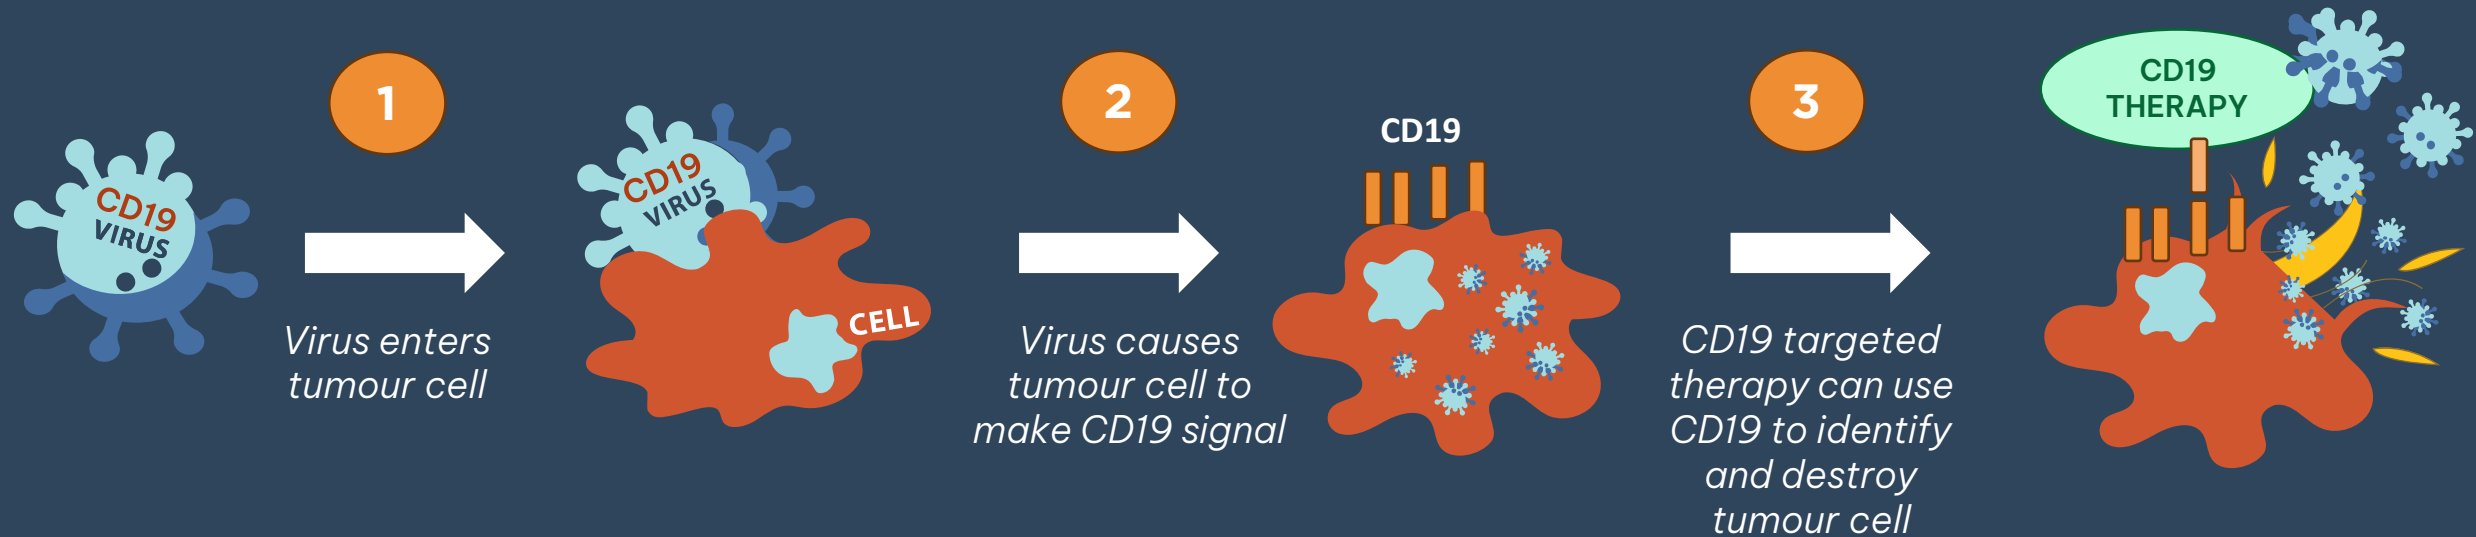 CD19
VIRUS
1
Virus enters
tumour cell
CD19
VIRUS
CELL
2
Virus causes
tumour cell to
make CD19 signal
CD19
3
CD19 targeted
therapy can use
CD19 to identify
and destroy
tumour cell
CD19
THERAPY